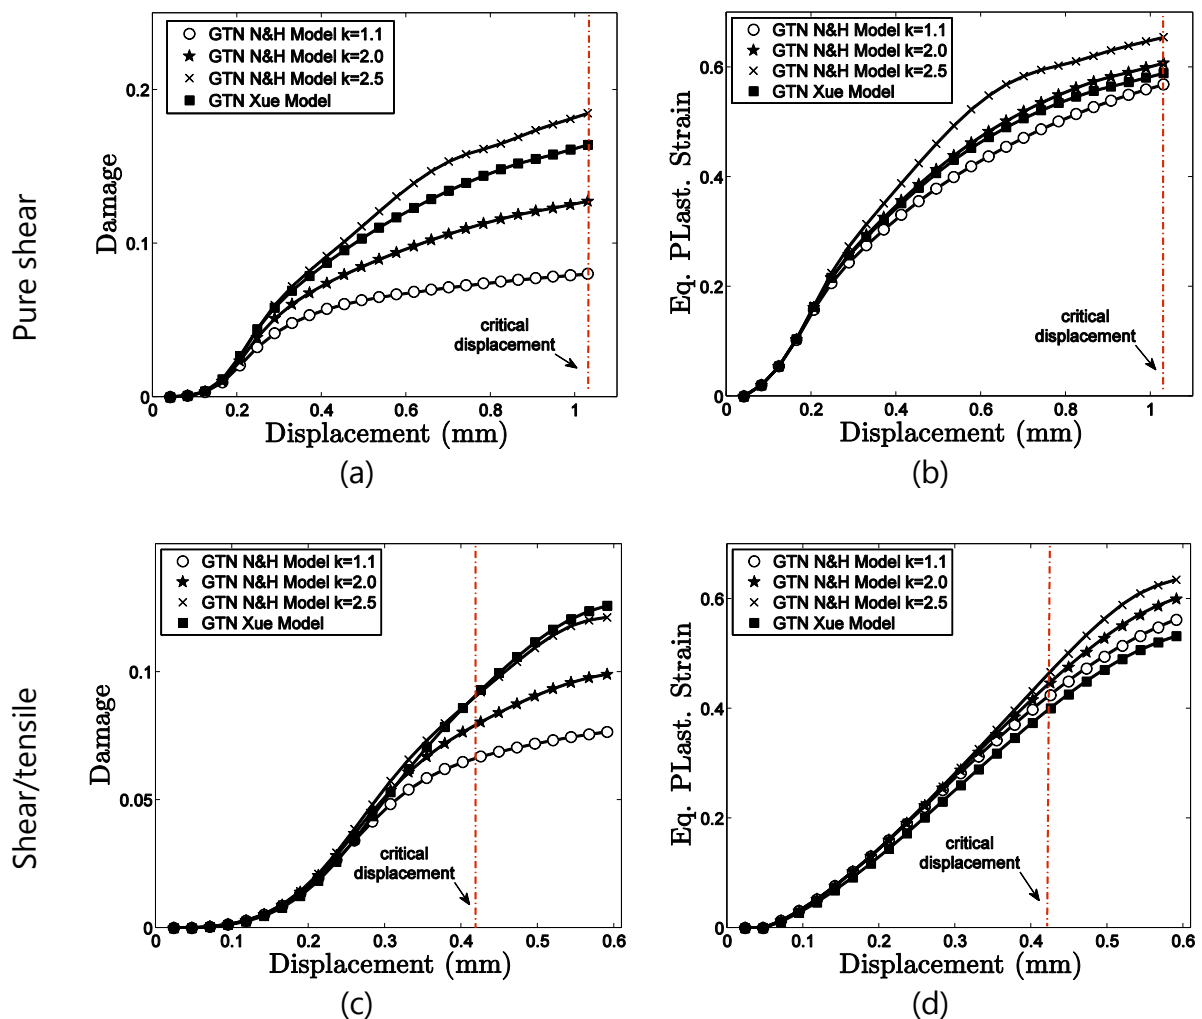 GTN N&H Model k=1.1
GTN N&H Model k=2.0
GTN N&H Model k=2.5
GTN Xue Model
0.2
0.1
0
Damage
Pure shear
critical
displacement
0 0.2 0.4 0.6 0.8 1
Displacement (mm)
(a)
GTN N&H Model k=1.1
GTN N&H Model k=2.0
GTN N&H Model k=2.5
GTN Xue Model
0.6
0.4
0.2
0
Eq. PLast. Strain
critical
displacement
0 0.2 0.4 0.6 0.8 1
Displacement (mm)
(b)
GTN N&H Model k=1.1
GTN N&H Model k=2.0
GTN N&H Model k=2.5
GTN Xue Model
0.1
0.05
0
Damage
Shear/tensile
critical
displacement
0 0.1 0.2 0.3 0.4 0.5 0.6
Displacement (mm)
(c)
GTN N&H Model k=1.1
GTN N&H Model k=2.0
GTN N&H Model k=2.5
GTN Xue Model
0.6
0.4
0.2
0
Eq. PLast. Strain
critical
displacement
0 0.1 0.2 0.3 0.4 0.5 0.6
Displacement (mm)
(d)